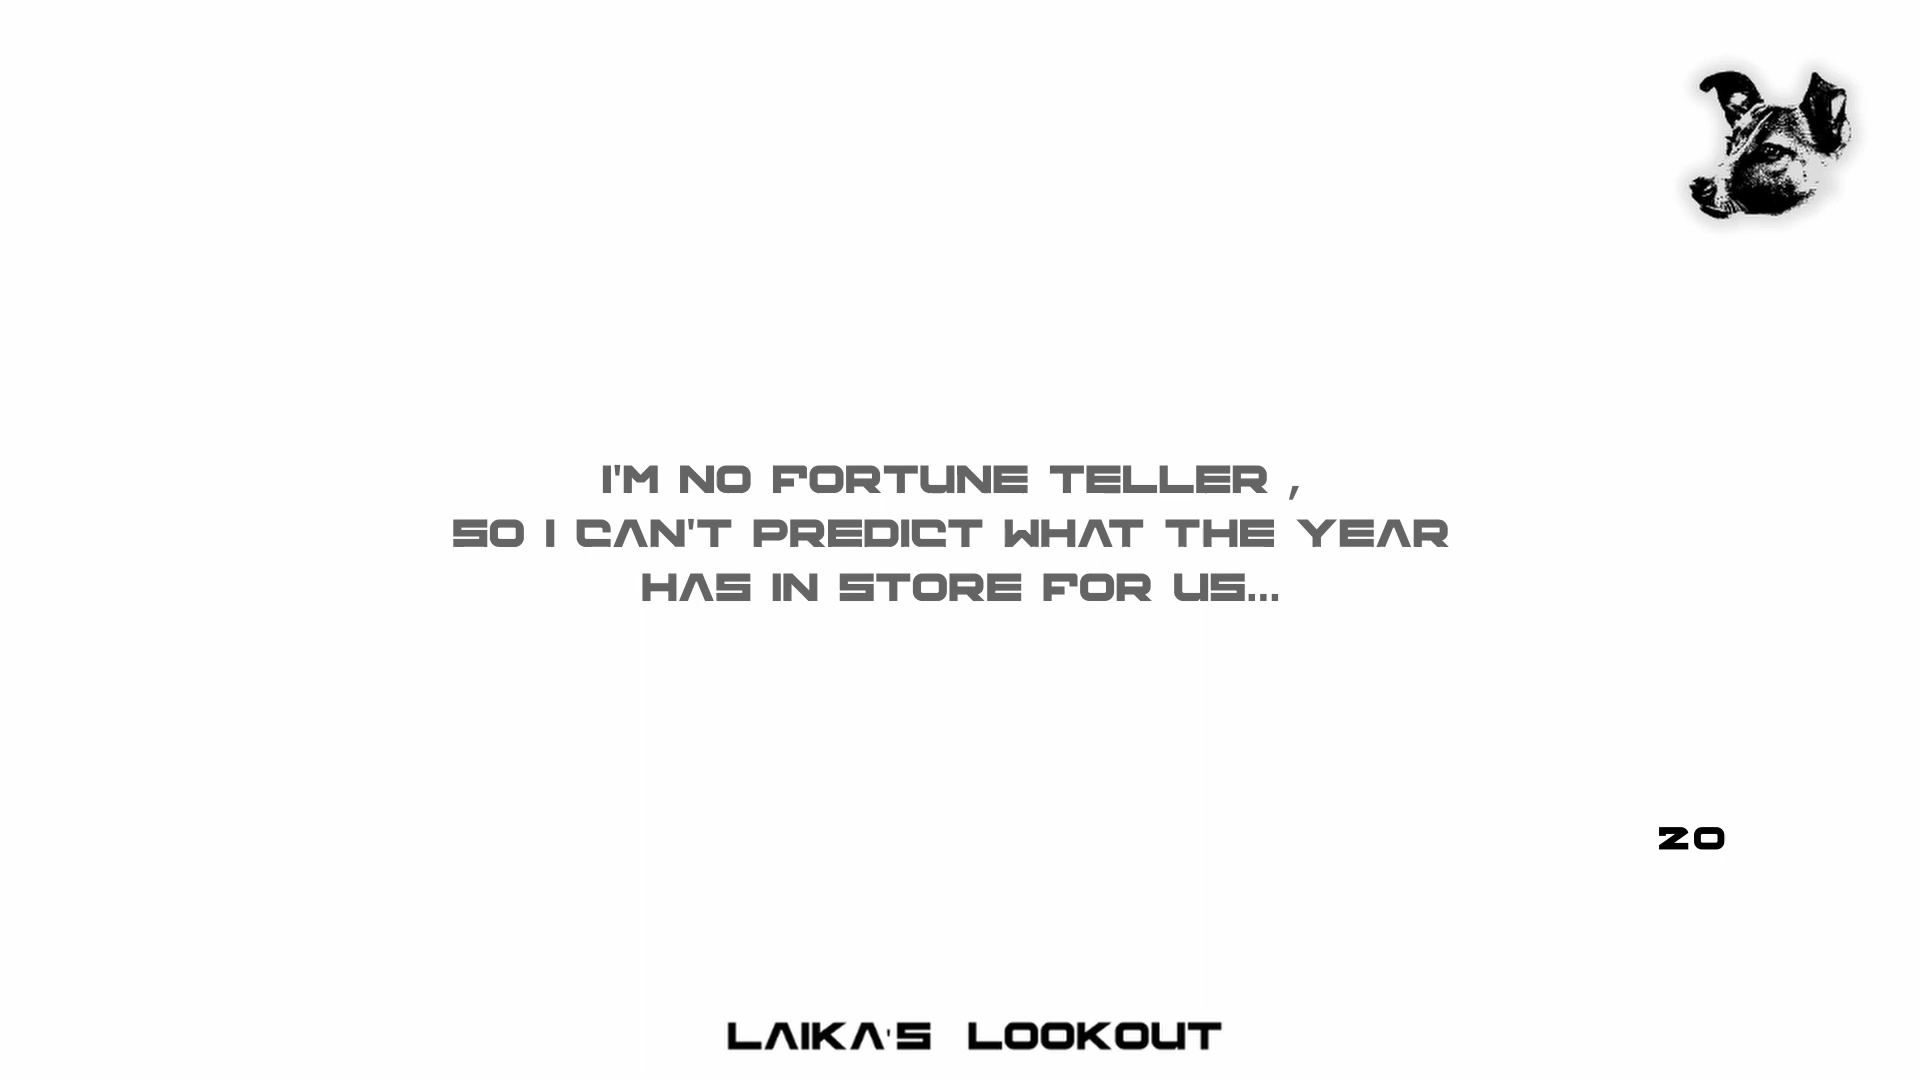 I'M NO FORTUNE TELLER ,
SO I CAN'T PREDICT WHAT THE YEAR
HAS IN STORE FOR US...
20
LAIKA'S LOOKOUT